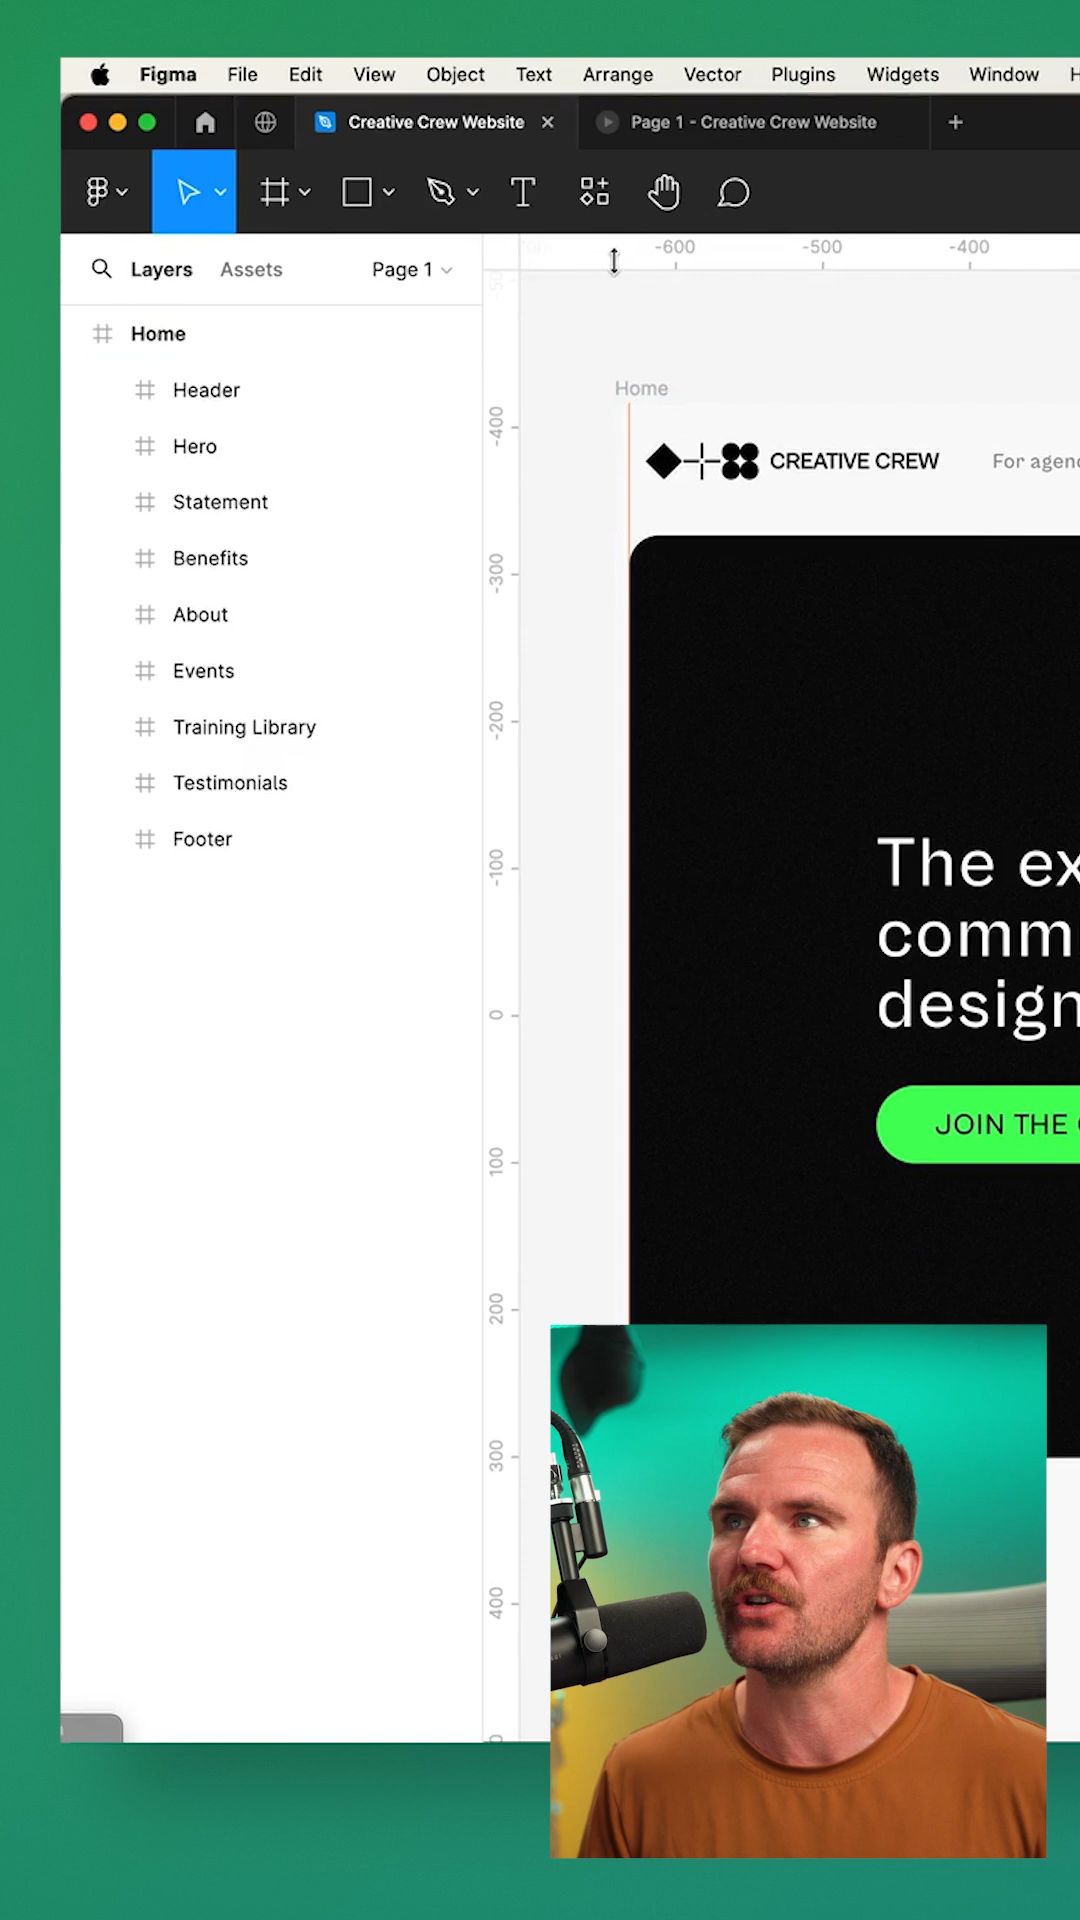 Figma File Edit View Object Text Arrange Vector Plugins Widgets Window
Creative Crew Website Page 1 - Creative Crew Website
Layers Assets Page 1
-600 -500 -400
Home
Header
Hero
Statement
Benefits
About
Events
Training Library
Testimonials
Footer
-400
-300
-200
-100
0
100
200
300
400
Home
CREATIVE CREW For
The
design
JOIN THE